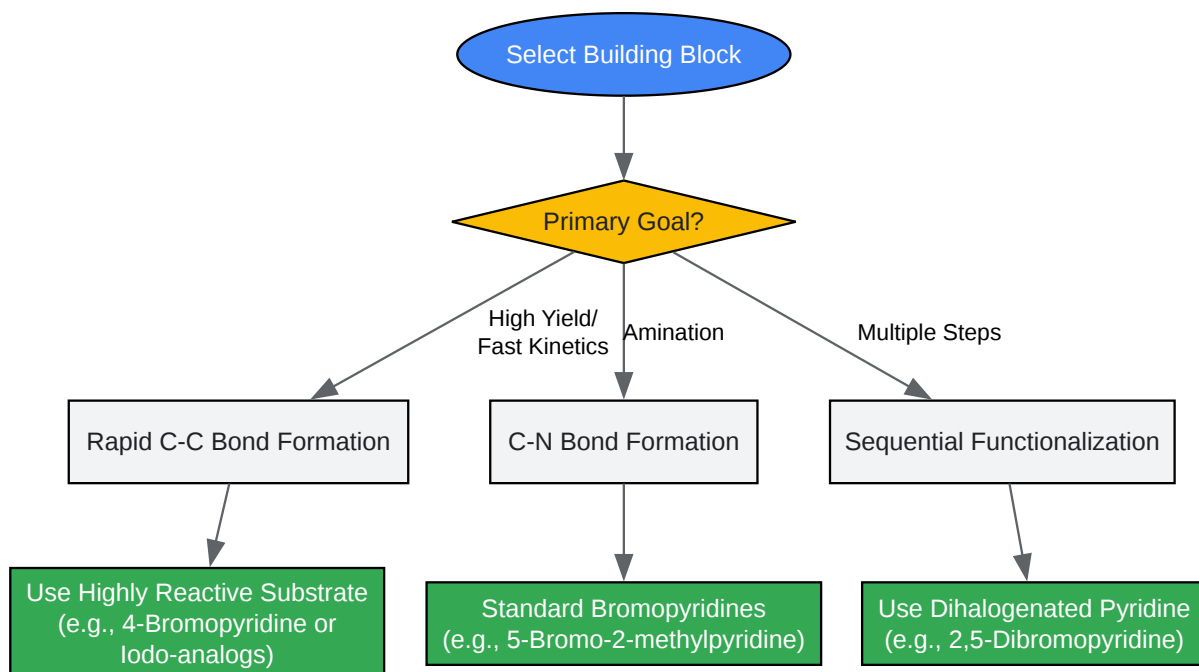 Select Building Block
Primary Goal?
High Yield/
Fast Kinetics
Amination
Multiple Steps
Rapid C-C Bond Formation
C-N Bond Formation
Sequential Functionalization
Use Highly Reactive Substrate
(e.g., 4-Bromopyridine or
Iodo-analogs)
Standard Bromopyridines
(e.g., 5-Bromo-2-methylpyridine)
Use Dihalogenated Pyridine
(e.g., 2,5-Dibromopyridine)